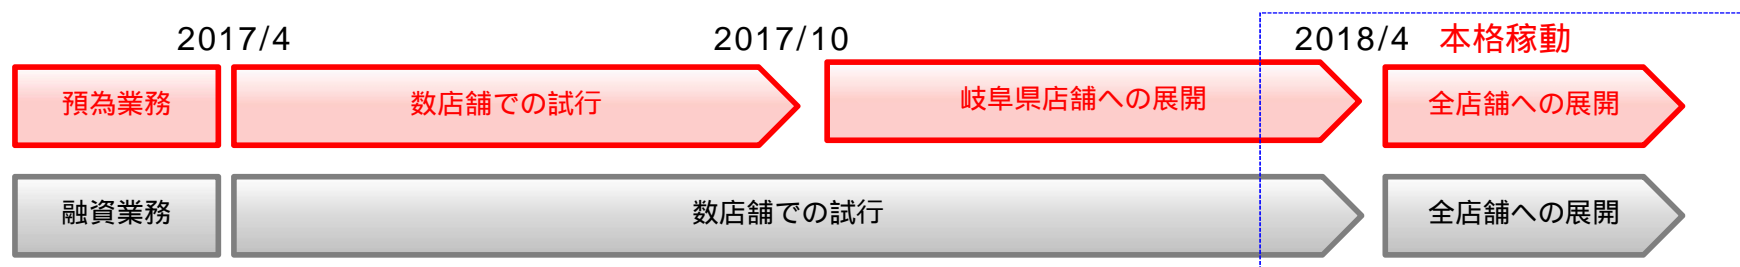 2017/4 2017/10 2018/4 本格稼動
預為業務 数店舗での試行 岐阜県店舗への展開 全店舗への展開
融資業務 数店舗での試行 全店舗への展開